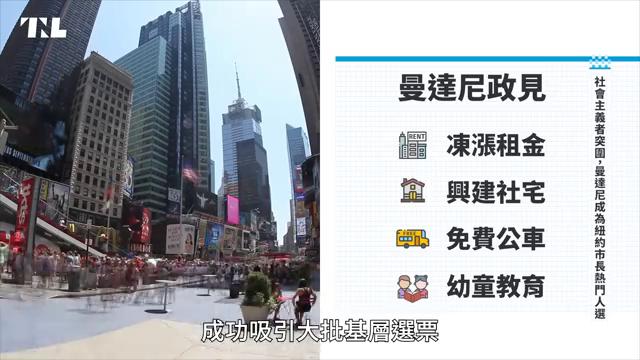 TNL
曼達尼政見
RENT
凍漲租金
興建社宅
FREE
免費公車
幼童教育
社會主義者突圍，曼達尼成為紐約市長熱門人選
成功吸引大批基層選票